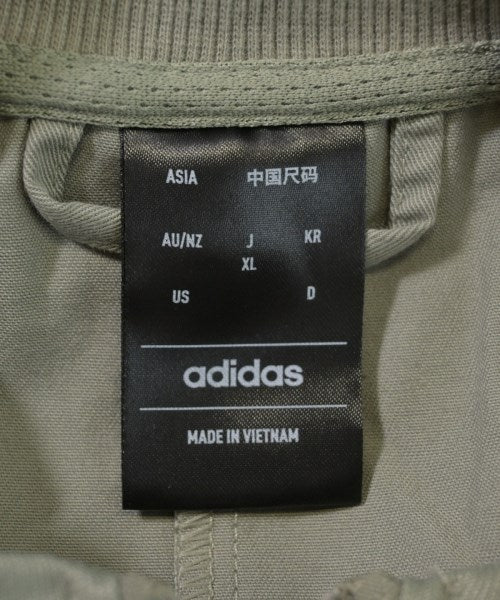 ASIA 中国尺码
AU/NZ J KR
XL
US D
adidas
MADE IN VIETNAM